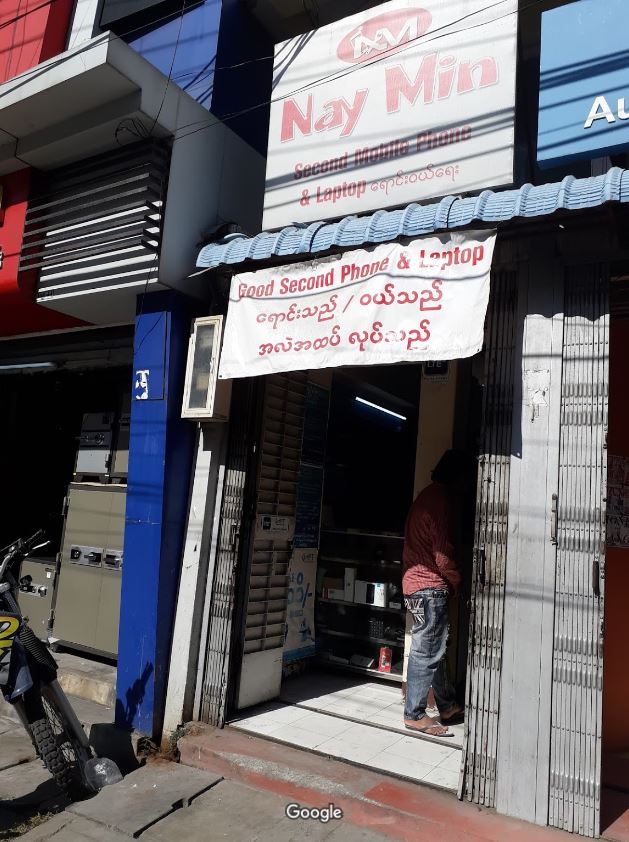 NM
Nay Min
Second Mobile Phone
& Laptop ရောင်းဝယ်ရေး
Au
Good Second Phone & Laptop
ရောင်းသည် / ဝယ်သည်
အလဲအထပ် လုပ်သည်
Google